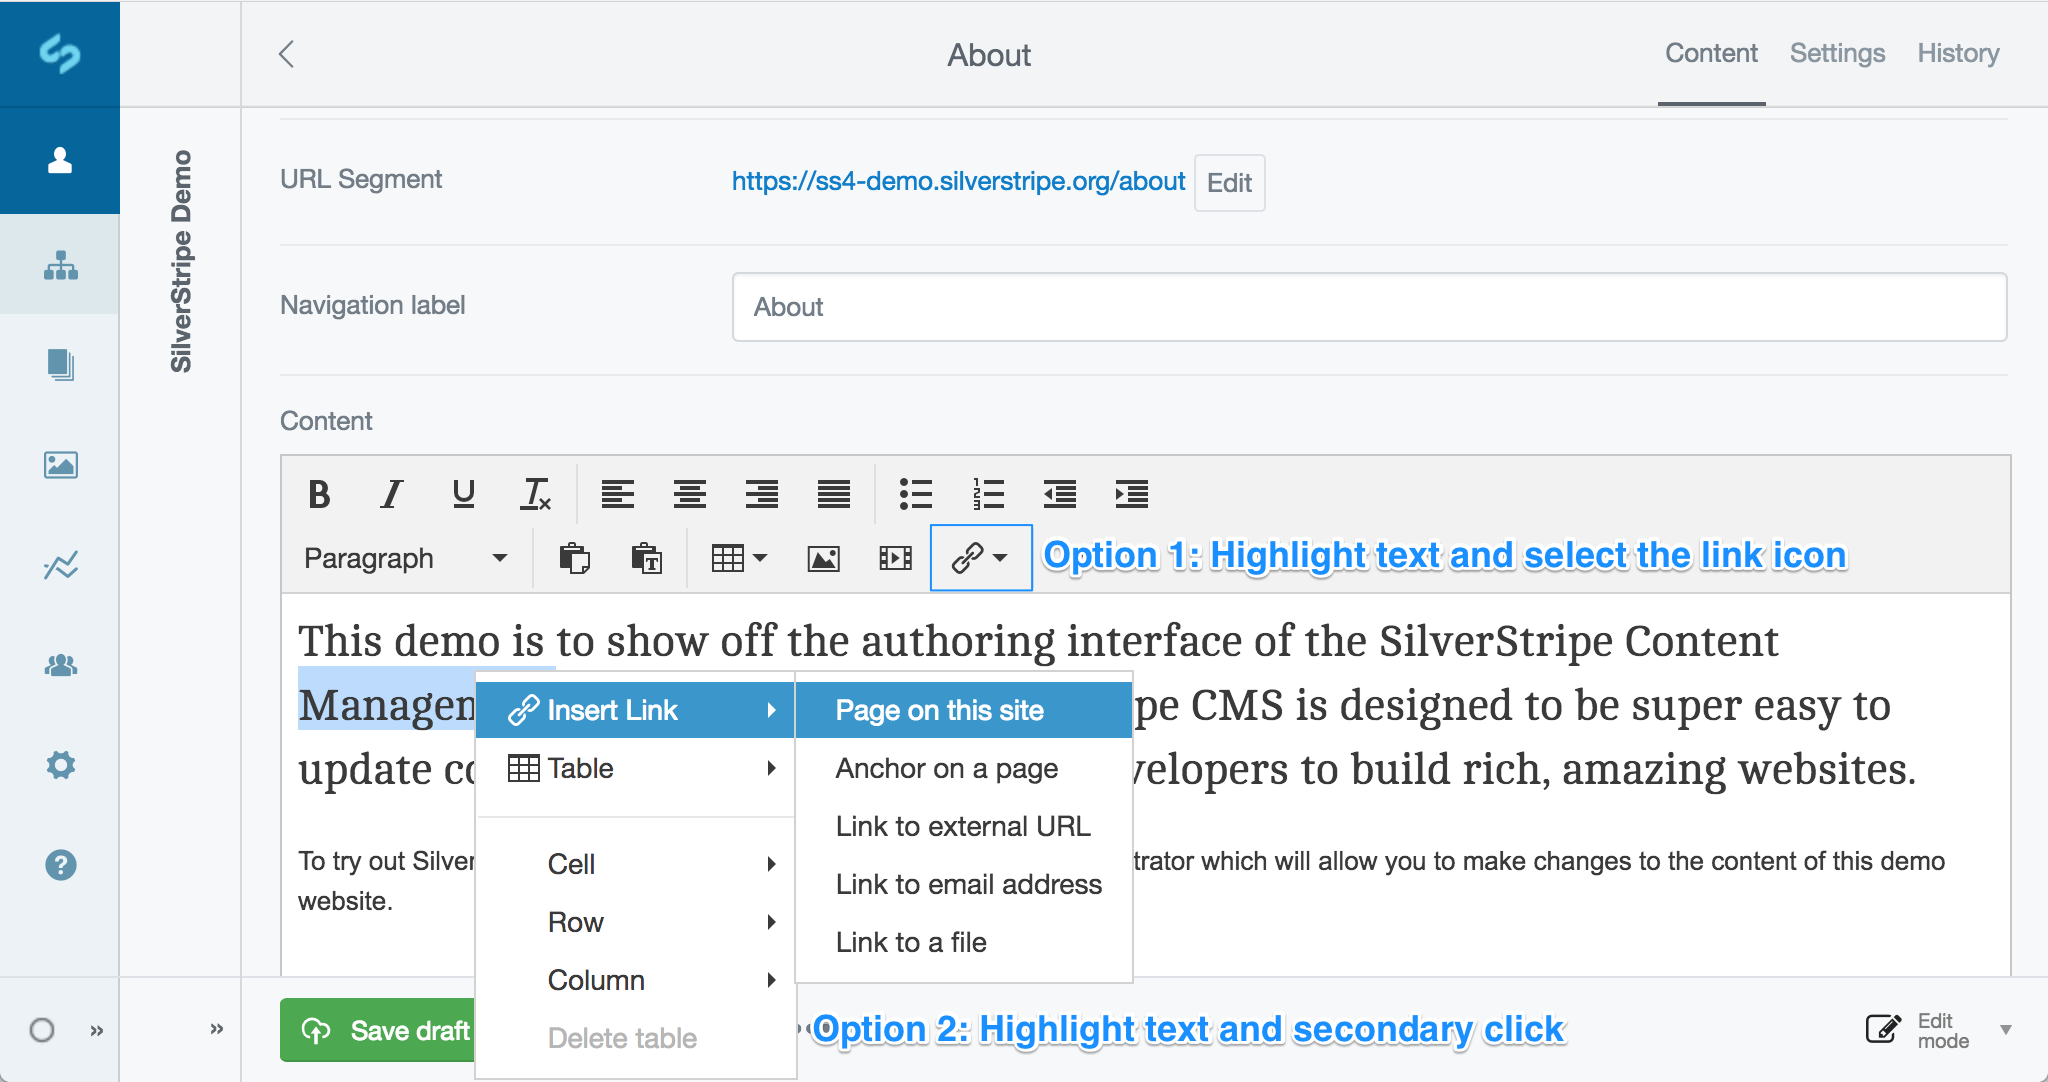 About
Content
Settings
History
SilverStripe Demo
URL Segment
https://ss4-demo.silverstripe.org/about
Edit
Navigation label
About
Content
Paragraph
Option 1: Highlight text and select the link icon
This demo is to show off the authoring interface of the SilverStripe Content
Managem
pe CMS is designed to be super easy to
update co
velopers to build rich, amazing websites.
To try out Silver
trator which will allow you to make changes to the content of this demo
website.
Insert Link
Table
Cell
Row
Column
Delete table
Page on this site
Anchor on a page
Link to external URL
Link to email address
Link to a file
Save draft
Option 2: Highlight text and secondary click
Edit
mode